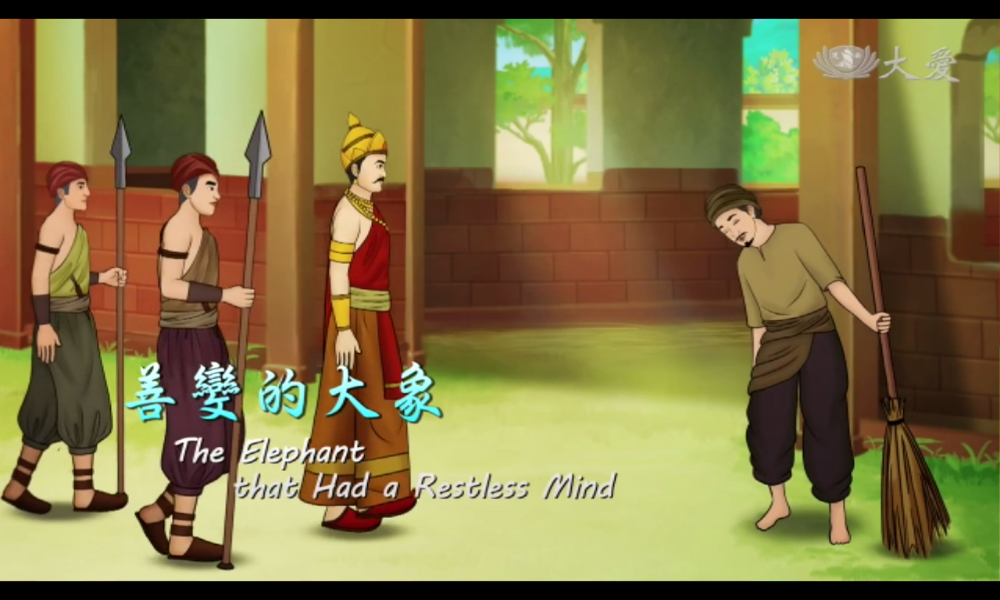 大愛
善變的大象
The Elephant
that Had a Restless Mind